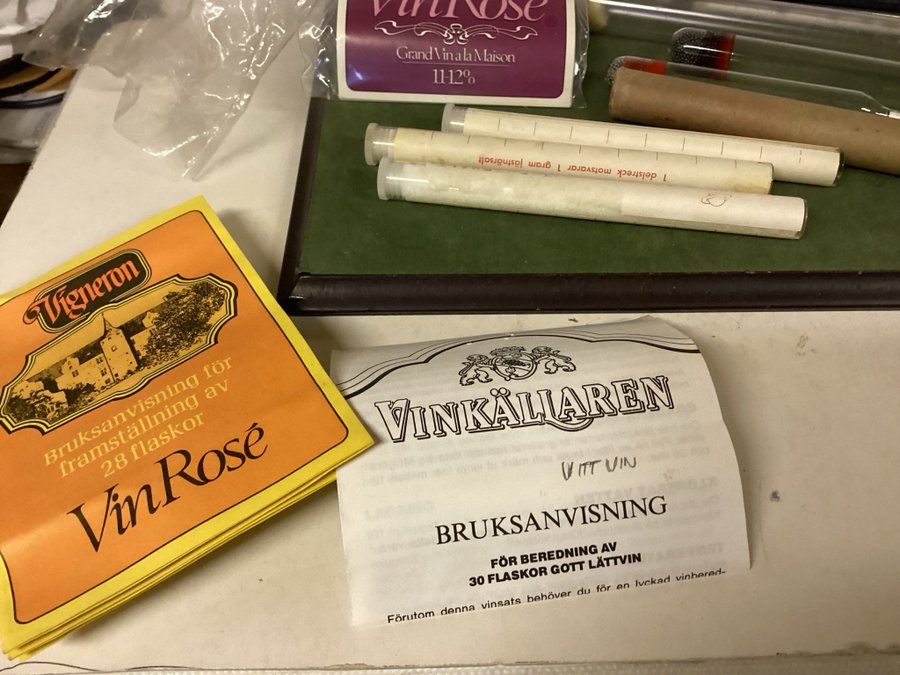 Vin Rosé
Grand Vin a la Maison
11-12%
1 delstreck motsvarar 1 gram jästnärsalt
Vigneron
Bruksanvisning för
framställning av
28 flaskor
Vin Rosé
VINKÄLLAREN
VITT VIN
BRUKSANVISNING
FÖR BEREDNING AV
30 FLASKOR GOTT LÄTTVIN
Förutom denna vinsats behöver du för en lyckad vinbered-